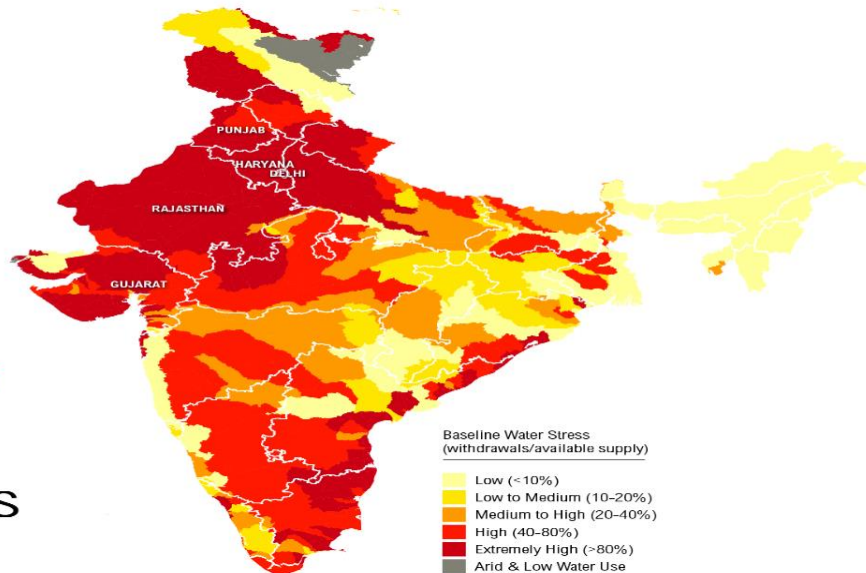 PUNJAB
HARYANA
DELHI
RAJASTHAN
GUJARAT
S
Baseline Water Stress
(withdrawals/available supply)
Low (<10%)
Low to Medium (10-20%)
Medium to High (20-40%)
High (40-80%)
Extremely High (>80%)
Arid & Low Water Use